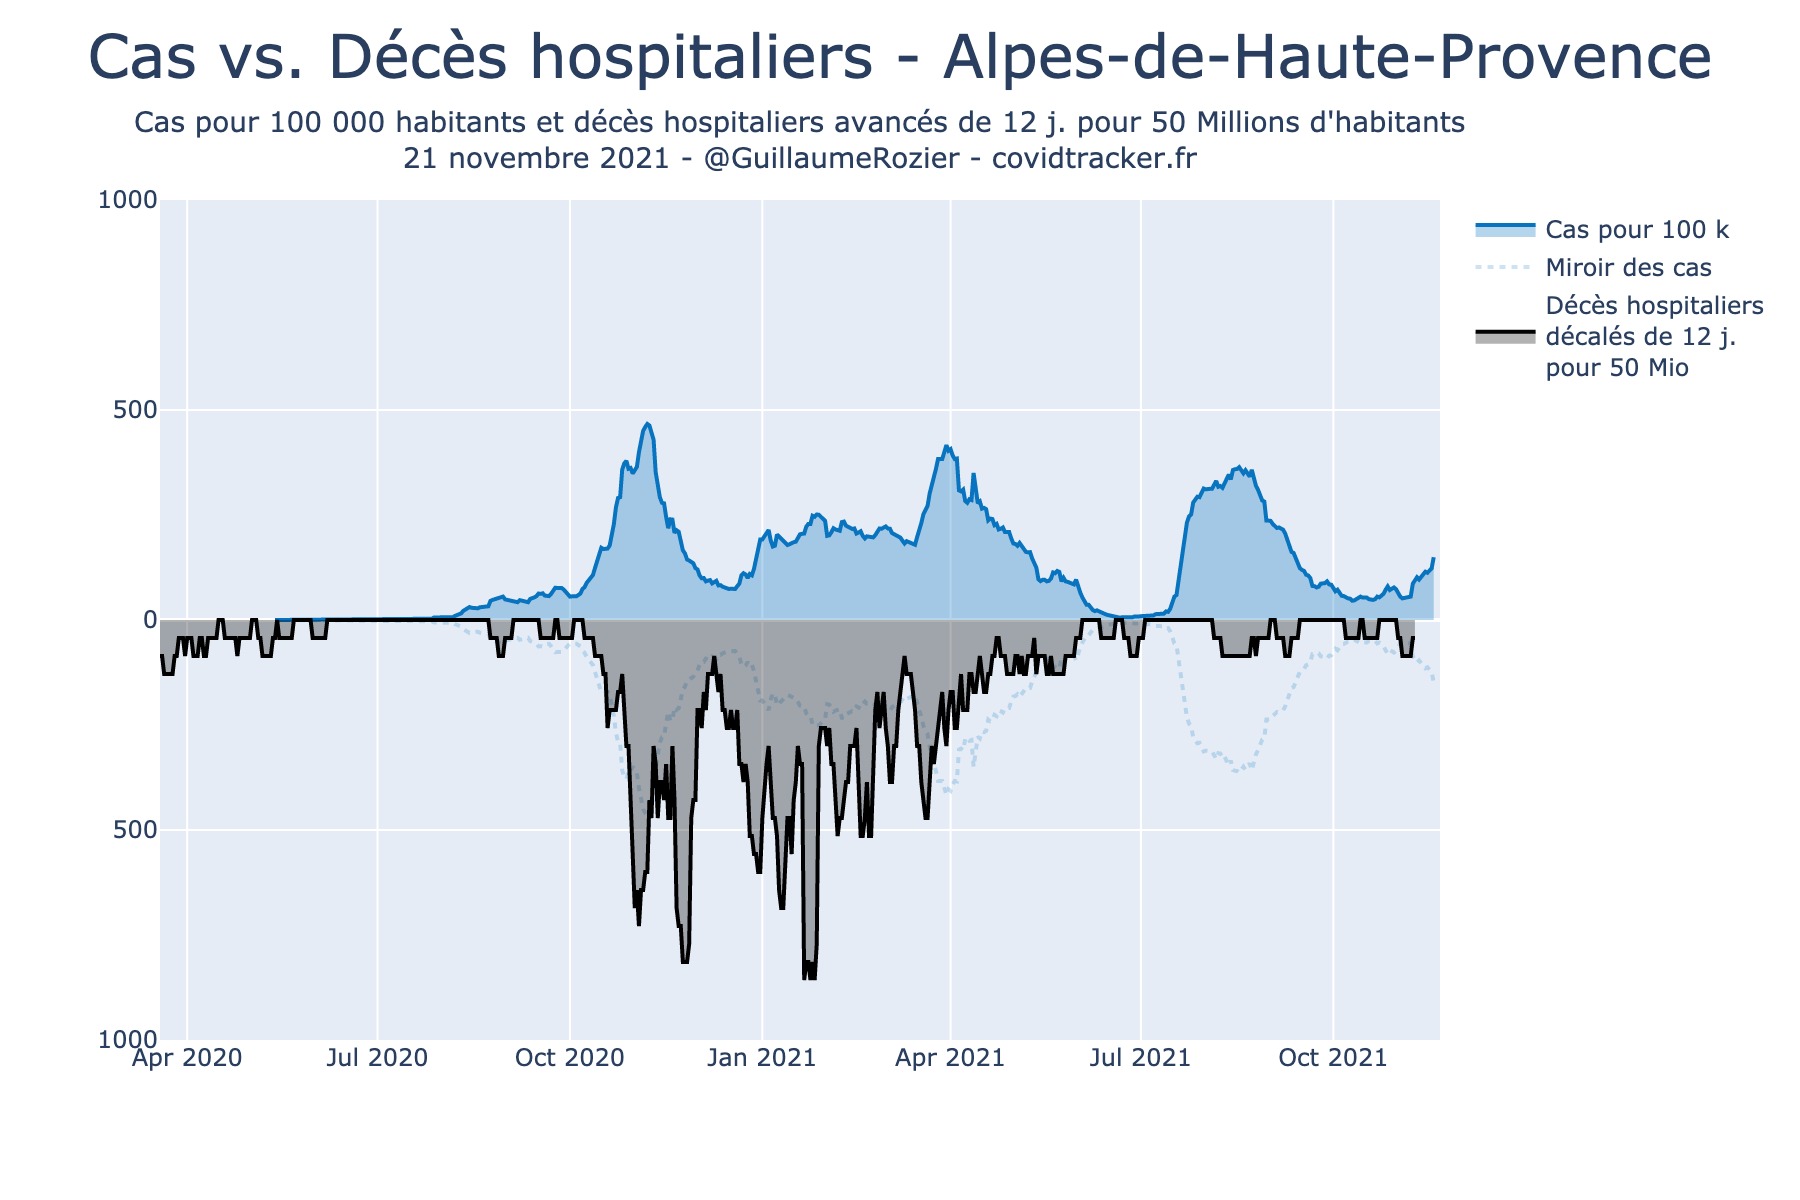 Cas vs. Décès hospitaliers - Alpes-de-Haute-Provence
Cas pour 100 000 habitants et décès hospitaliers avancés de 12 j. pour 50 Millions d'habitants
21 novembre 2021 - @GuillaumeRozier - covidtracker.fr
1000
500
0
500
1000
Apr 2020
Jul 2020
Oct 2020
Jan 2021
Apr 2021
Jul 2021
Oct 2021
Cas pour 100 k
Miroir des cas
Décès hospitaliers
décalés de 12 j.
pour 50 Mio